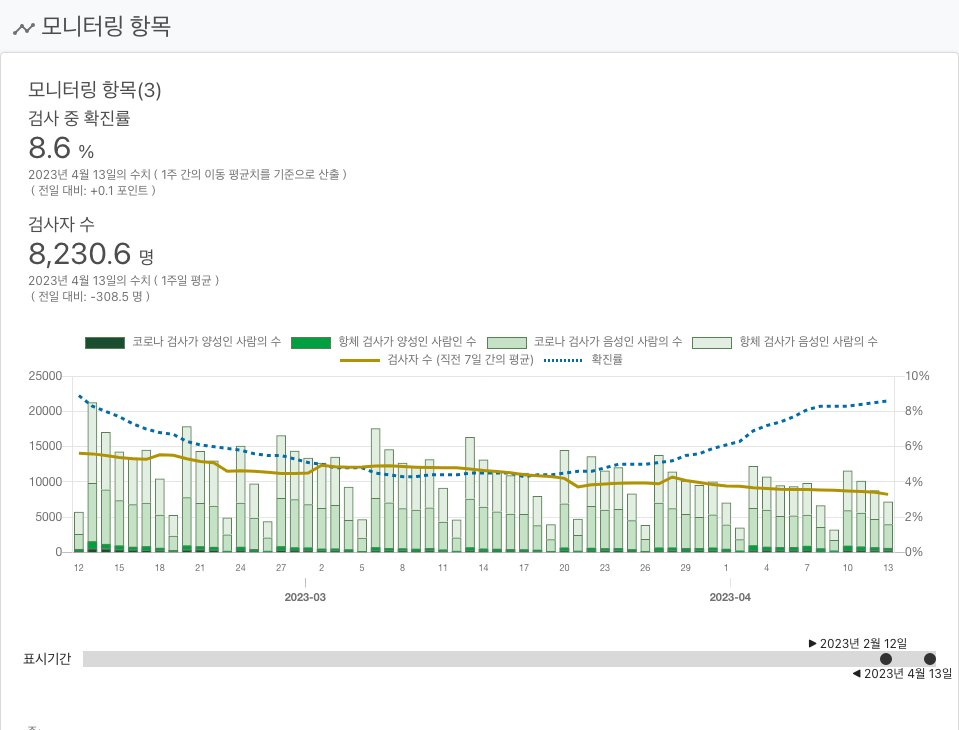 모니터링 항목
모니터링 항목(3)
검사 중 확진률
8.6 %
2023년 4월 13일의 수치 ( 1주 간의 이동 평균치를 기준으로 산출 )
( 전일 대비: +0.1 포인트 )
검사자 수
8,230.6 명
2023년 4월 13일의 수치 ( 1주일 평균 )
( 전일 대비: -308.5 명 )
코로나 검사가 양성인 사람의 수 항체 검사가 양성인 사람인 수 코로나 검사가 음성인 사람의 수 항체 검사가 음성인 사람의 수
검사자 수 (직전 7일 간의 평균) 확진률
25000 10%
20000 8%
15000 6%
10000 4%
5000 2%
0 0%
12 15 18 21 24 27 2 5 8 11 14 17 20 23 26 29 1 4 7 10 13
2023-03 2023-04
▶ 2023년 2월 12일
표시기간
◀ 2023년 4월 13일